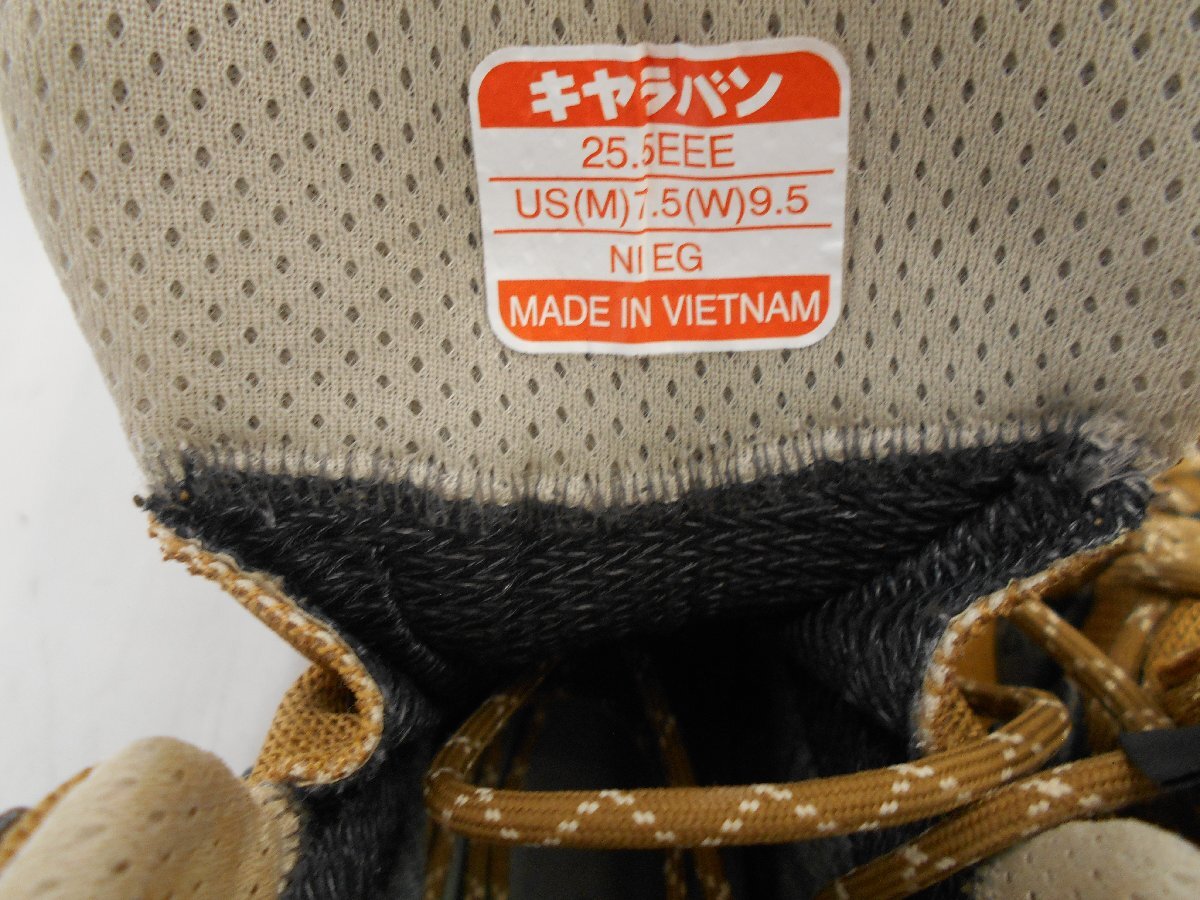 キャラバン
25.5EEE
US(M)7.5(W)9.5
NI EG
MADE IN VIETNAM